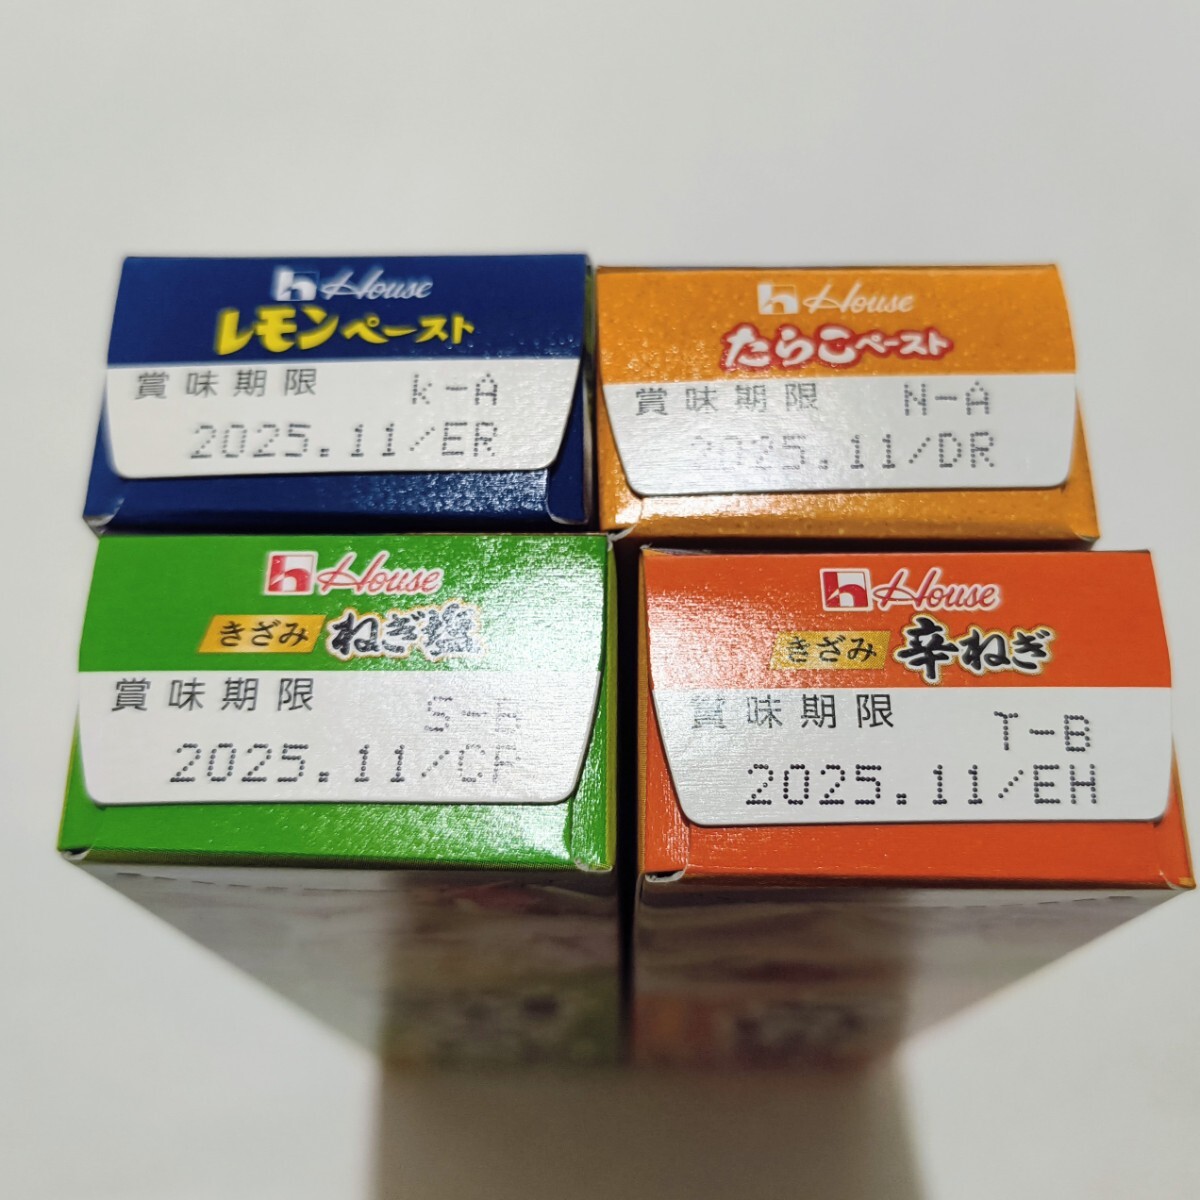 House
レモンペースト
賞味期限 K-A
2025.11/ER
House
たらこペースト
賞味期限 N-A
2025.11/DR
House
きざみ ねぎ塩
賞味期限
2025.11/CR
House
きざみ 辛ねぎ
賞味期限 T-B
2025.11/EH